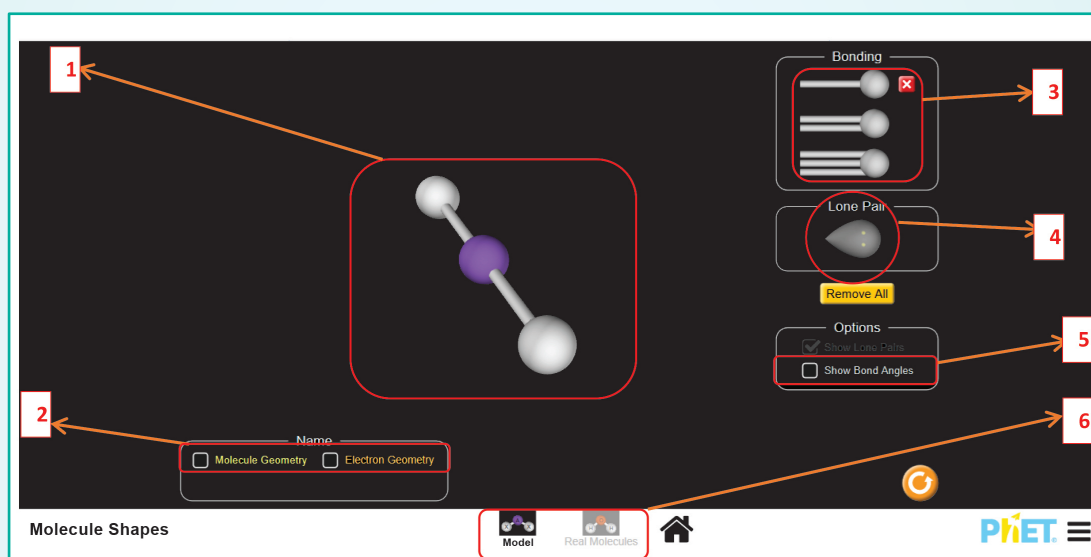 1
Bonding
3
Lone Pair
4
Remove All
Options
Show Lone Pairs
5
Show Bond Angles
2
6
Name
Molecule Geometry Electron Geometry
Molecule Shapes
Model
Real Molecules
PhET